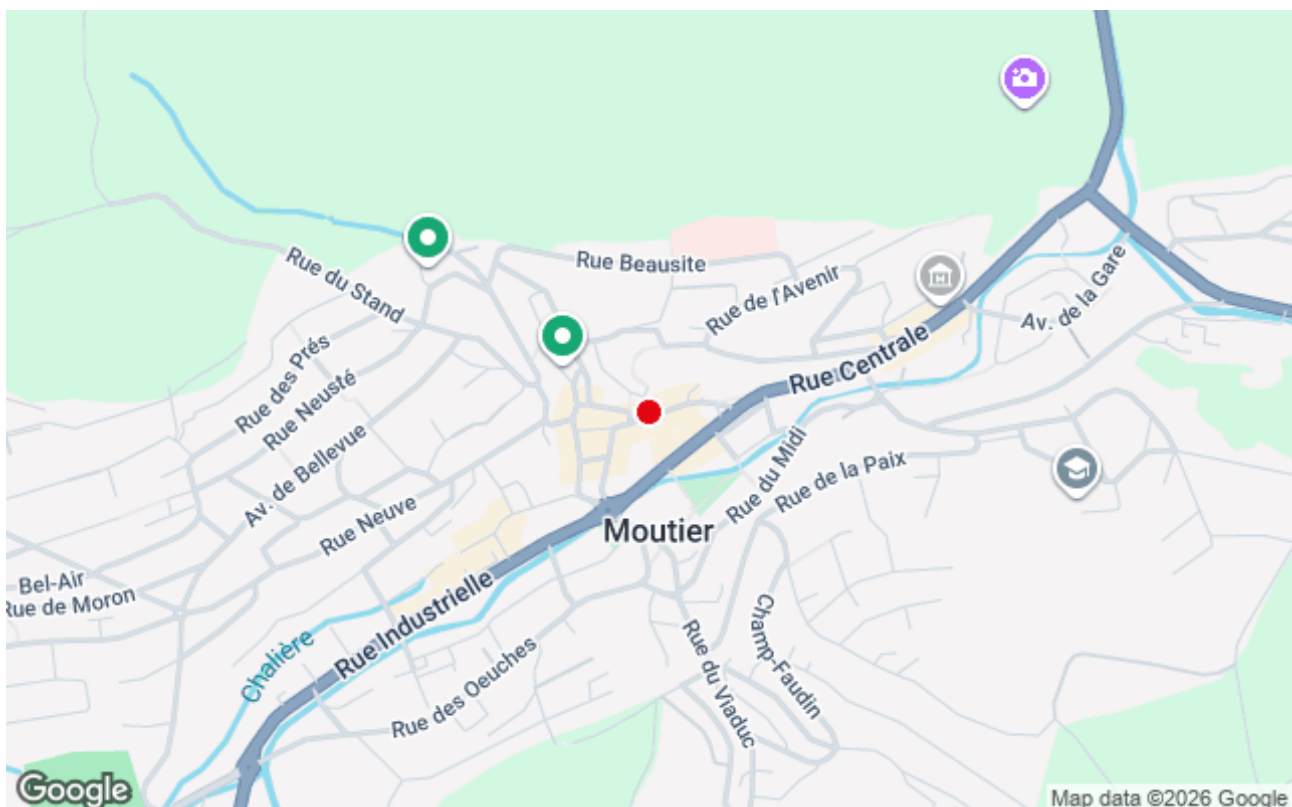 Rue Beausite
Rue du Stand
Rue de l'Avenir
Av. de la Gare
Rue Centrale
Rue des Prés
Rue Neusté
Av. de Bellevue
Rue du Midi
Rue de la Paix
Rue Neuve
Moutier
Bel-Air
Rue de Moron
Rue Industrielle
Chalière
Champ-Faudin
Rue du Viaduc
Rue des Oeuches
Google
Map data ©2026 Google